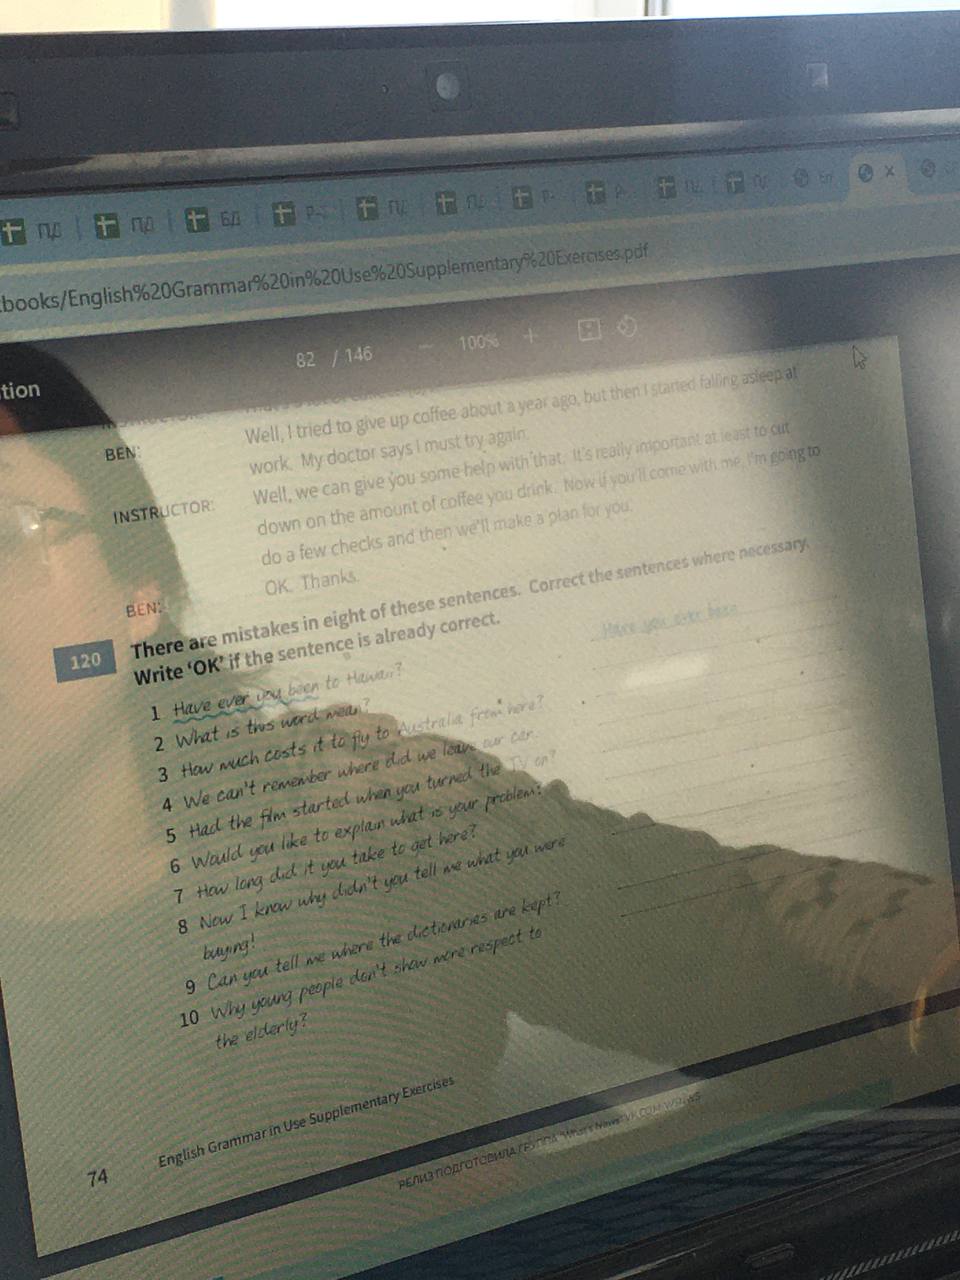 ПД ПД БД
books/English%20Grammar%20in%20Use%20Supplementary%20Exercises.pdf
tion
82 / 146 − 100% +
BEN: Well, I tried to give up coffee about a year ago, but then I started falling asleep at
work. My doctor says I must try again.
INSTRUCTOR: Well, we can give you some help with that. It's really important at least to cut
down on the amount of coffee you drink. Now if you'll come with me, I'm going to
do a few checks and then we'll make a plan for you.
BEN: OK. Thanks.
120 There are mistakes in eight of these sentences. Correct the sentences where necessary.
Write 'OK' if the sentence is already correct.
1 Have ever you been to Hawaii? Have you ever been
2 What is this word mean?
3 How much costs it to fly to Australia from here?
4 We can't remember where did we leave our car.
5 Had the film started when you turned the TV on?
6 Would you like to explain what is your problem?
7 How long did it you take to get here?
8 Now I know why didn't you tell me what you were
buying!
9 Can you tell me where the dictionaries are kept?
10 Why young people don't show more respect to
the elderly?
74 English Grammar in Use Supplementary Exercises
РЕЛИЗ ПОДГОТОВИЛА ГРУППА "What's News" VK.COM/WSNWS